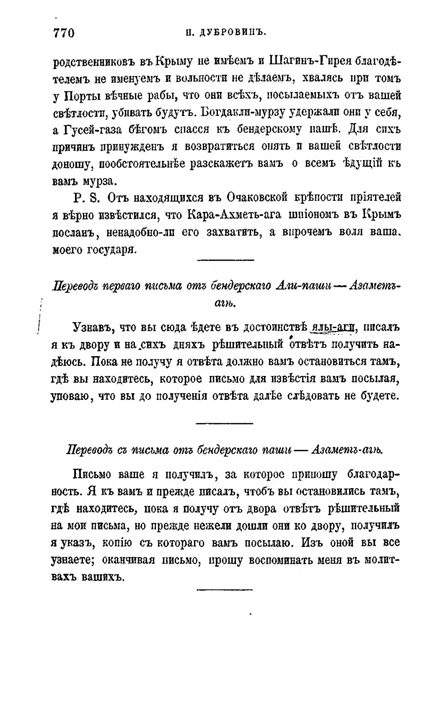 770
Н. ДУБРОВИНЪ.
родственниковъ въ Крыму не имѣемъ и Шагинъ-Гирея благодѣ-
телемъ не именуемъ и вольности не дѣлаемъ, хвалясь при томъ
у Порты вѣчные рабы, что они всѣхъ, посылаемыхъ отъ вашей
свѣтлости, убивать будутъ. Богдакли-мурзу удержали они у себя,
а Гусей-газа бѣгомъ спасся къ бендерскому пашѣ. Для сихъ
причинъ принужденъ я возвратиться опять и вашей свѣтлости
доношу, пообстоятельнѣе разскажетъ вамъ о всемъ ѣдущій къ
вамъ мурза.
P. S. Отъ находящихся въ Очаковской крѣпости пріятелей
я вѣрно извѣстился, что Кара-Ахметъ-ага шпіономъ въ Крымъ
посланъ, ненадобно-ли его захватить, а впрочемъ воля ваша,
моего государя.
Переводъ перваго письма отъ бендерскаго Али-паши — Азаметъ-
агѣ.
Узнавъ, что вы сюда ѣдете въ достоинствѣ ялы-аги, писалъ
я къ двору и на сихъ дняхъ рѣшительный отвѣтъ получить на-
дѣюсь. Пока не получу я отвѣта должно вамъ остановиться тамъ,
гдѣ вы находитесь, которое письмо для извѣстія вамъ посылая,
уповаю, что вы до полученія отвѣта далѣе слѣдовать не будете.
Переводъ съ письма отъ бендерскаго паши — Азаметъ-агѣ.
Письмо ваше я получилъ, за которое приношу благодар-
ность. Я къ вамъ и прежде писалъ, чтобъ вы остановились тамъ,
гдѣ находитесь, пока я получу отъ двора отвѣтъ рѣшительный
на мои письма, но прежде нежели дошли они ко двору, получилъ
я указъ, копію съ котораго вамъ посылаю. Изъ оной вы все
узнаете; оканчивая письмо, прошу воспоминать меня въ молит-
вахъ вашихъ.